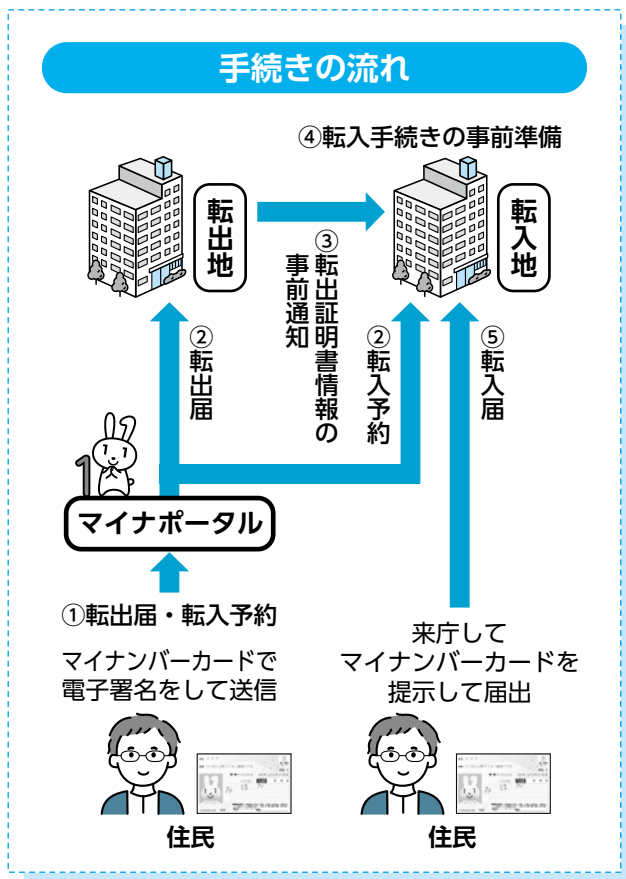 手続きの流れ
④転入手続きの事前準備
転出地
転入地
③転出証明書情報の
事前通知
②転出届
②転入予約
⑤転入届
1
マイナポータル
①転出届・転入予約
マイナンバーカードで
電子署名をして送信
来庁して
マイナンバーカードを
提示して届出
住民
住民